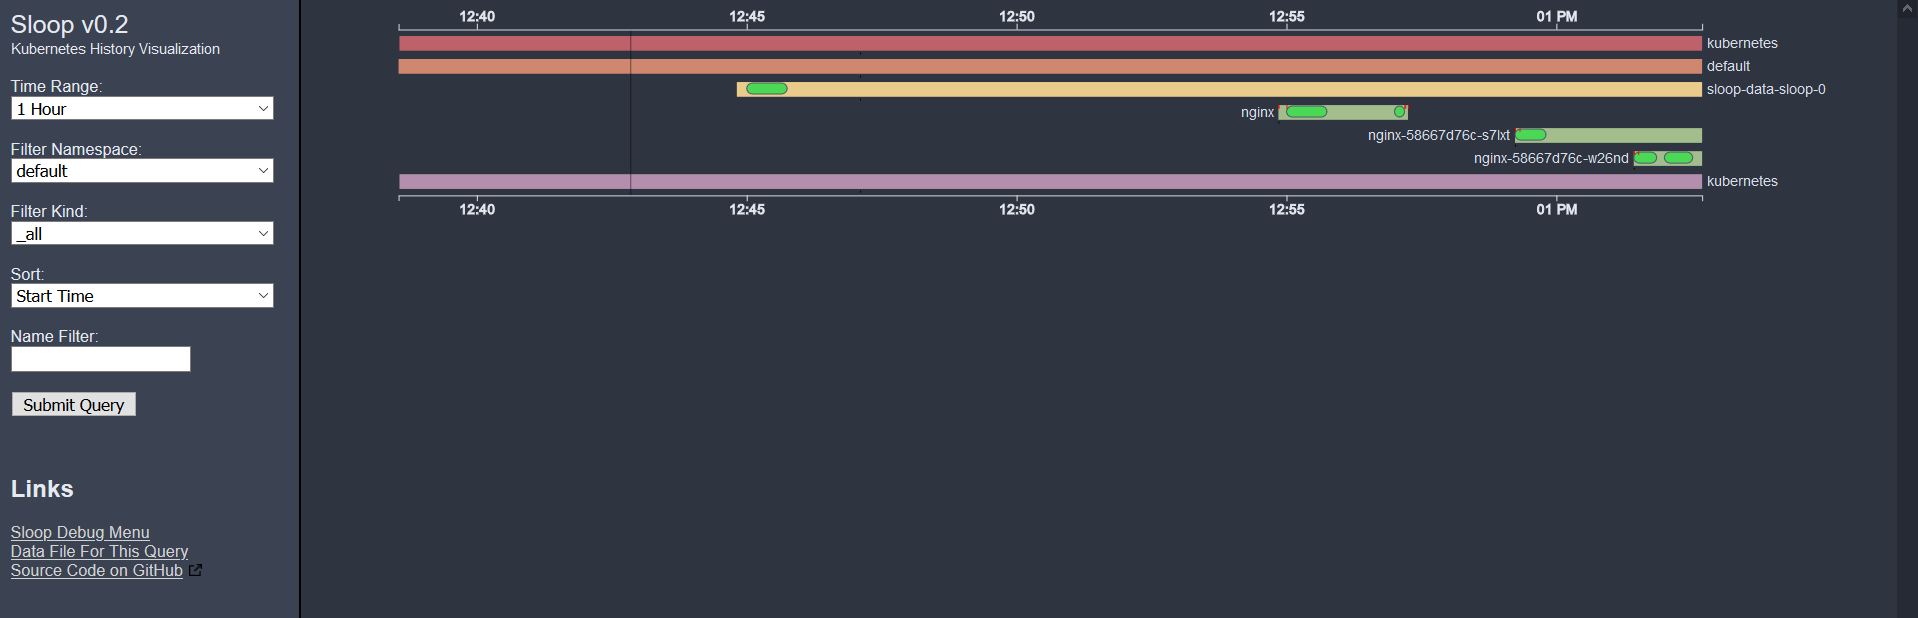 Sloop v0.2
Kubernetes History Visualization
Time Range:
1 Hour
Filter Namespace:
default
Filter Kind:
_all
Sort:
Start Time
Name Filter:
Submit Query
Links
Sloop Debug Menu
Data File For This Query
Source Code on GitHub
12:40 12:45 12:50 12:55 01 PM
kubernetes
default
sloop-data-sloop-0
nginx
nginx-58667d76c-s7lxt
nginx-58667d76c-w26nd
kubernetes
12:40 12:45 12:50 12:55 01 PM